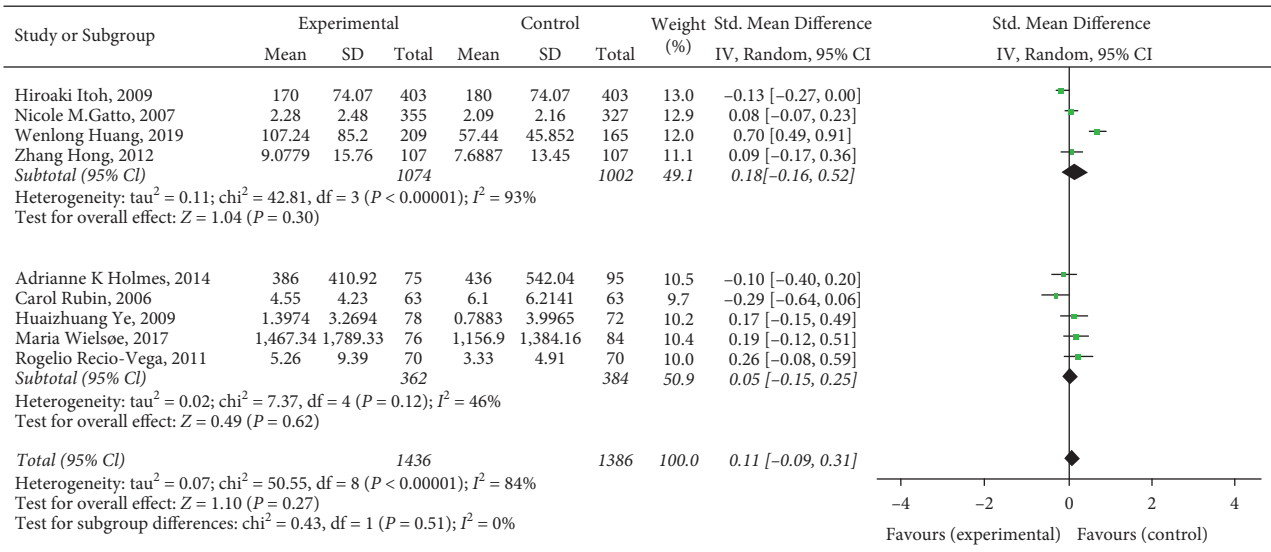 Study or Subgroup Experimental Control Weight (%) Std. Mean Difference Std. Mean Difference
Mean SD Total Mean SD Total IV, Random, 95% CI IV, Random, 95% CI
Hiroaki Itoh, 2009 170 74.07 403 180 74.07 403 13.0 −0.13 [−0.27, 0.00]
Nicole M.Gatto, 2007 2.28 2.48 355 2.09 2.16 327 12.9 0.08 [−0.07, 0.23]
Wenlong Huang, 2019 107.24 85.2 209 57.44 45.852 165 12.0 0.70 [0.49, 0.91]
Zhang Hong, 2012 9.0779 15.76 107 7.6887 13.45 107 11.1 0.09 [−0.17, 0.36]
Subtotal (95% Cl) 1074 1002 49.1 0.18[−0.16, 0.52]
Heterogeneity: tau² = 0.11; chi² = 42.81, df = 3 (P < 0.00001); I² = 93%
Test for overall effect: Z = 1.04 (P = 0.30)
Adrianne K Holmes, 2014 386 410.92 75 436 542.04 95 10.5 −0.10 [−0.40, 0.20]
Carol Rubin, 2006 4.55 4.23 63 6.1 6.2141 63 9.7 −0.29 [−0.64, 0.06]
Huaizhuang Ye, 2009 1.3974 3.2694 78 0.7883 3.9965 72 10.2 0.17 [−0.15, 0.49]
Maria Wielsøe, 2017 1,467.34 1,789.33 76 1,156.9 1,384.16 84 10.4 0.19 [−0.12, 0.51]
Rogelio Recio-Vega, 2011 5.26 9.39 70 3.33 4.91 70 10.0 0.26 [−0.08, 0.59]
Subtotal (95% Cl) 362 384 50.9 0.05 [−0.15, 0.25]
Heterogeneity: tau² = 0.02; chi² = 7.37, df = 4 (P = 0.12); I² = 46%
Test for overall effect: Z = 0.49 (P = 0.62)
Total (95% Cl) 1436 1386 100.0 0.11 [−0.09, 0.31]
Heterogeneity: tau² = 0.07; chi² = 50.55, df = 8 (P < 0.00001); I² = 84%
Test for overall effect: Z = 1.10 (P = 0.27)
Test for subgroup differences: chi² = 0.43, df = 1 (P = 0.51); I² = 0%
−4 −2 0 2 4
Favours (experimental) Favours (control)